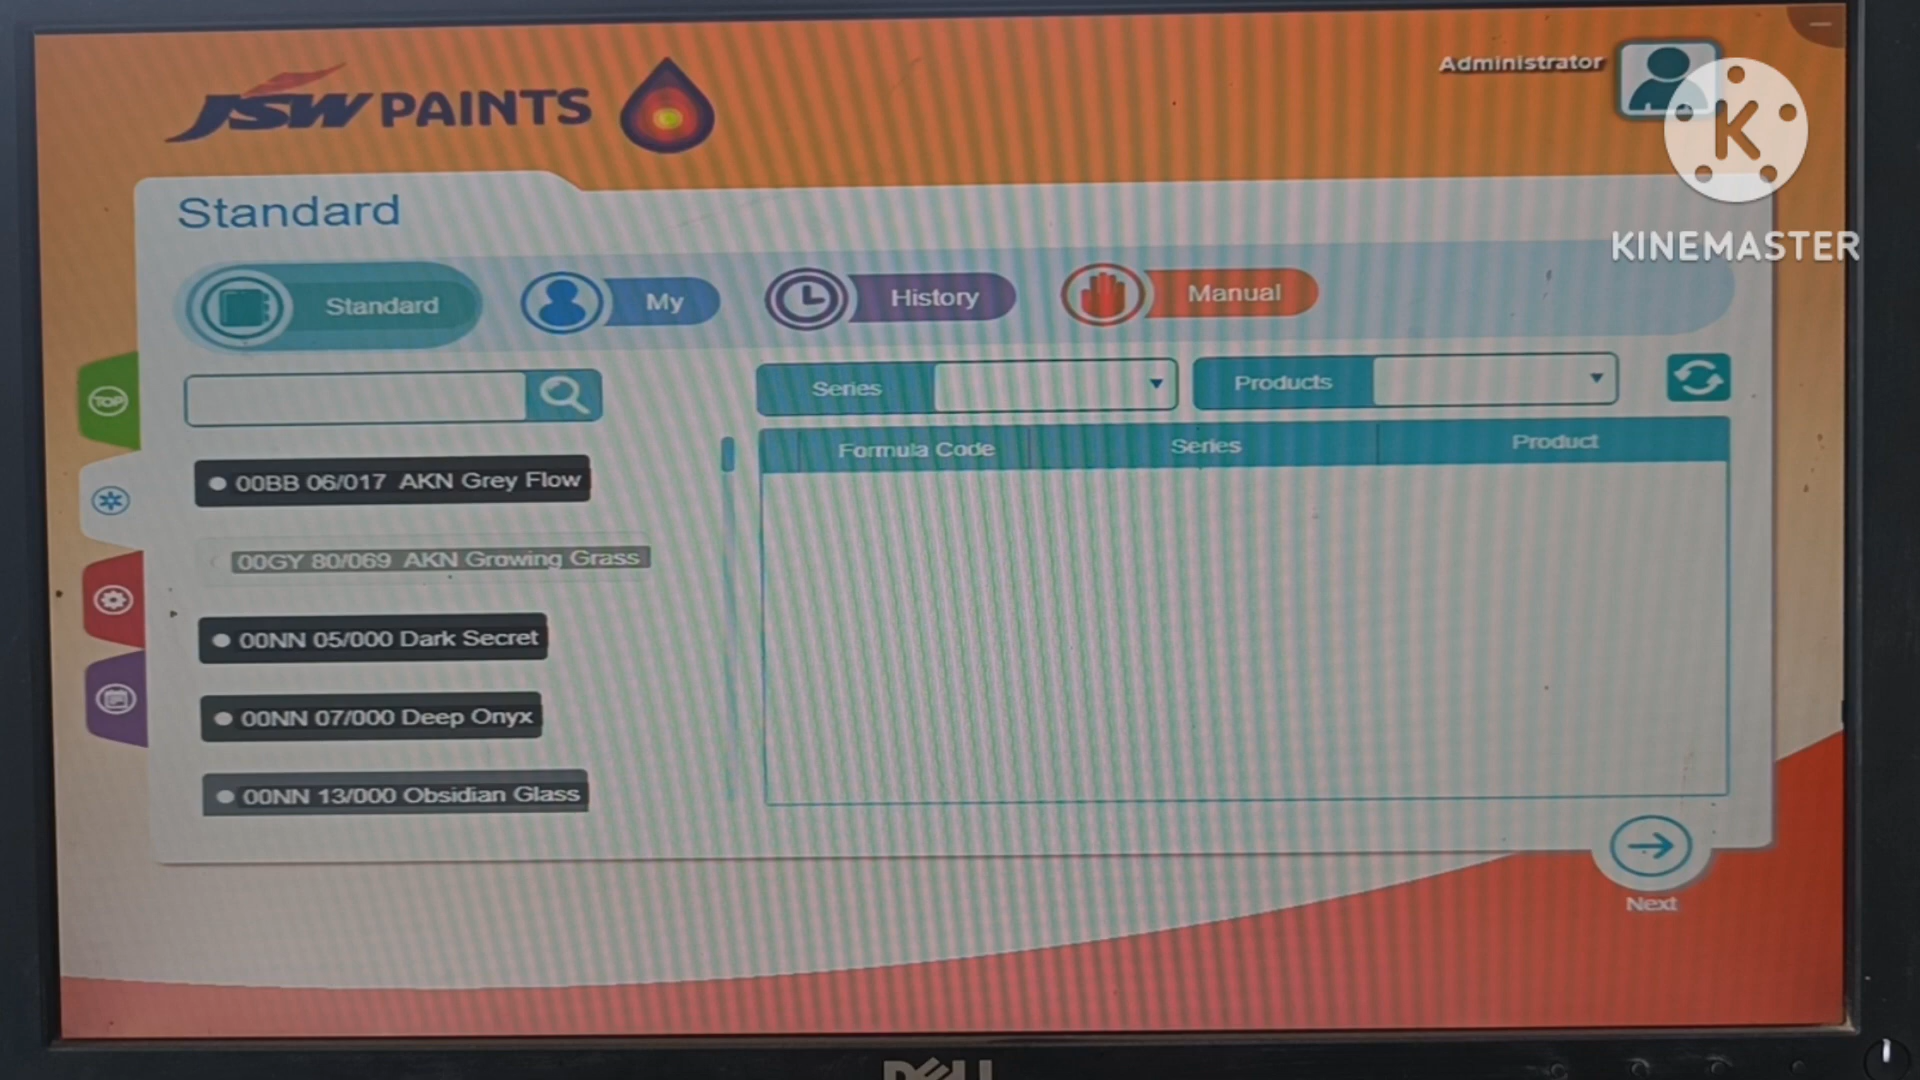 Administrator
JSW PAINTS
K
KINEMASTER
Standard
Standard
My
History
Manual
TOP
Series
Products
Formula Code Series Product
00BB 06/017 AKN Grey Flow
00GY 80/069 AKN Growing Grass
00NN 05/000 Dark Secret
00NN 07/000 Deep Onyx
00NN 13/000 Obsidian Glass
Next
DELL